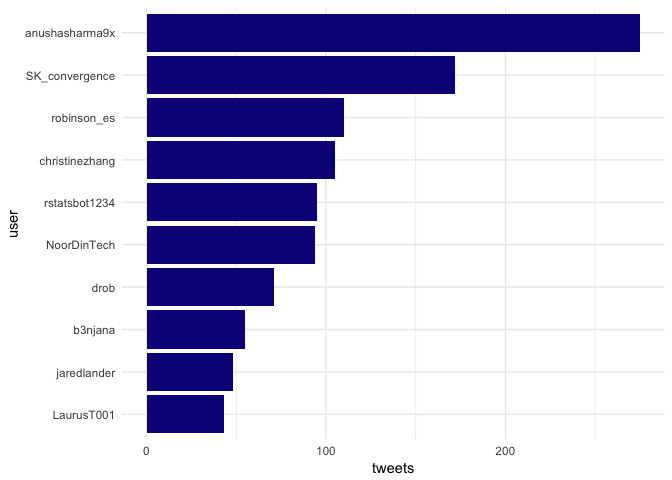 anushasharma9x
SK_convergence
robinson_es
christinezhang
rstatsbot1234
NoorDinTech
drob
b3njana
jaredlander
LaurusT001
user
0 100 200
tweets